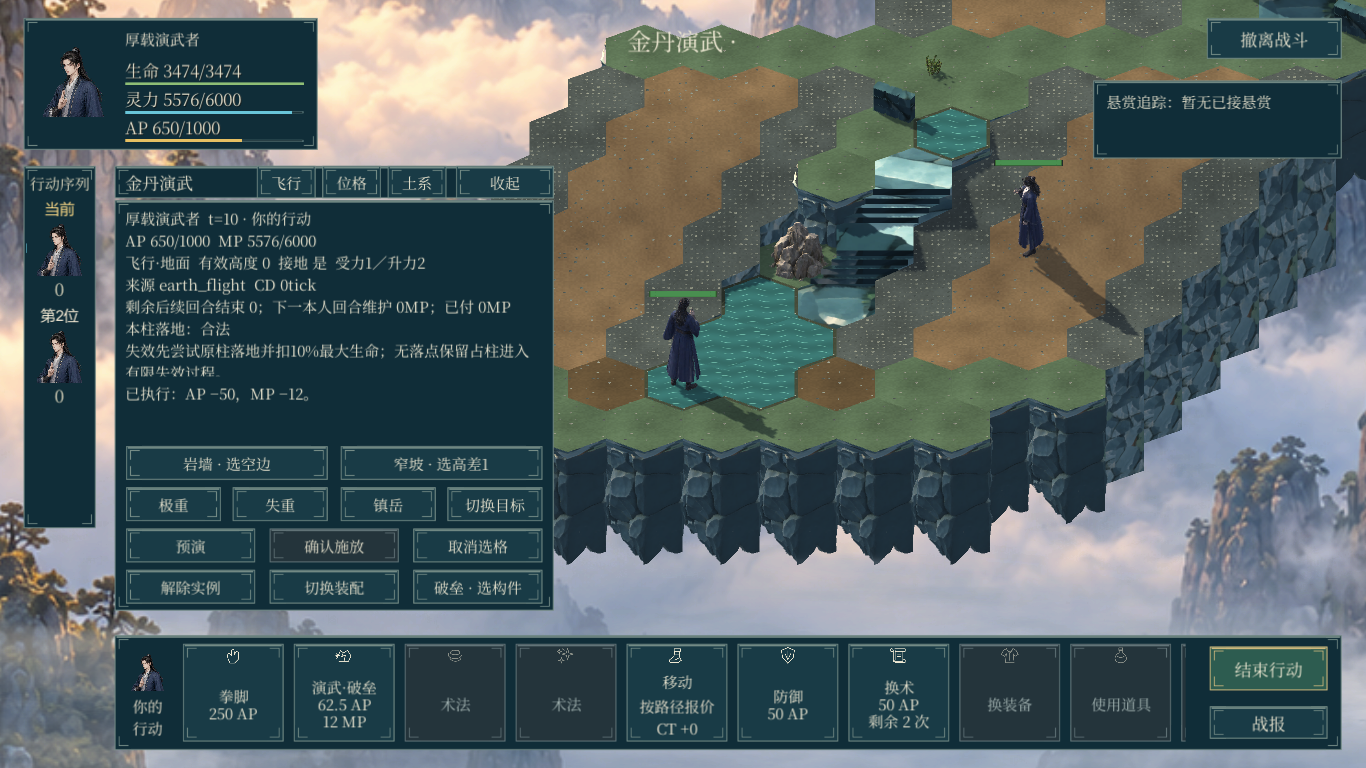 厚载演武者
生命 3474/3474
灵力 5576/6000
AP 650/1000
金丹演武 ·
撤离战斗
悬赏追踪：暂无已接悬赏
行动序列
当前
0
第2位
0
金丹演武
飞行
位格
土系
收起
厚载演武者 t=10 · 你的行动
AP 650/1000 MP 5576/6000
飞行·地面 有效高度 0 接地 是 受力1／升力2
来源 earth_flight CD 0tick
剩余后续回合结束 0；下一本人回合维护 0MP；已付 0MP
本柱落地：合法
失效先尝试原柱落地并扣10%最大生命；无落点保留占柱进入
有限失效过程。
已执行：AP −50，MP −12。
岩墙 · 选空边
窄坡 · 选高差1
极重
失重
镇岳
切换目标
预演
确认施放
取消选格
解除实例
切换装配
破垒 · 选构件
你的
行动
拳脚
250 AP
演武·破垒
62.5 AP
12 MP
术法
术法
移动
按路径报价
CT +0
防御
50 AP
换术
50 AP
剩余 2 次
换装备
使用道具
结束行动
战报